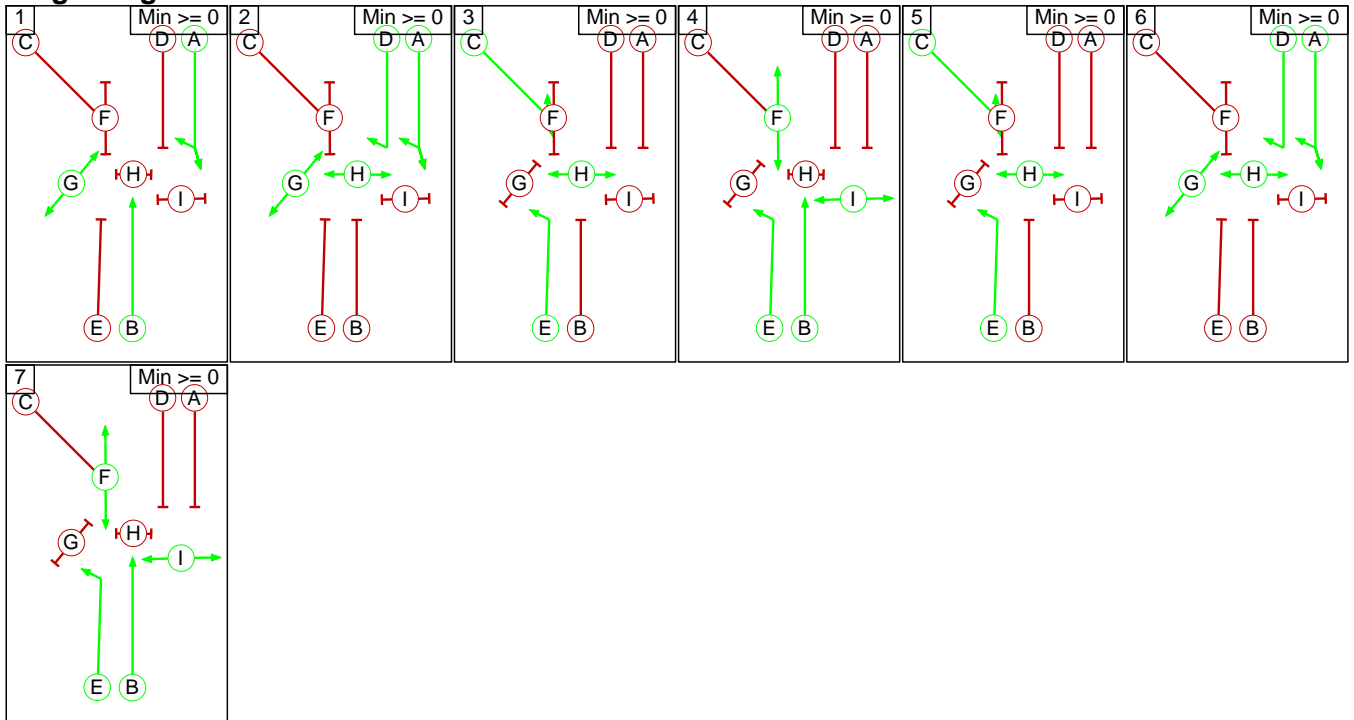 1 Min >= 0 2 Min >= 0 3 Min >= 0 4 Min >= 0 5 Min >= 0 6 Min >= 0
C D A C D A C D A C D A C D A C D A
F F F F F F
H H H H H H
G I G I G I G I G I G I
E B E B E B E B E B E B
7 Min >= 0
C D A
F
H
G I
E B